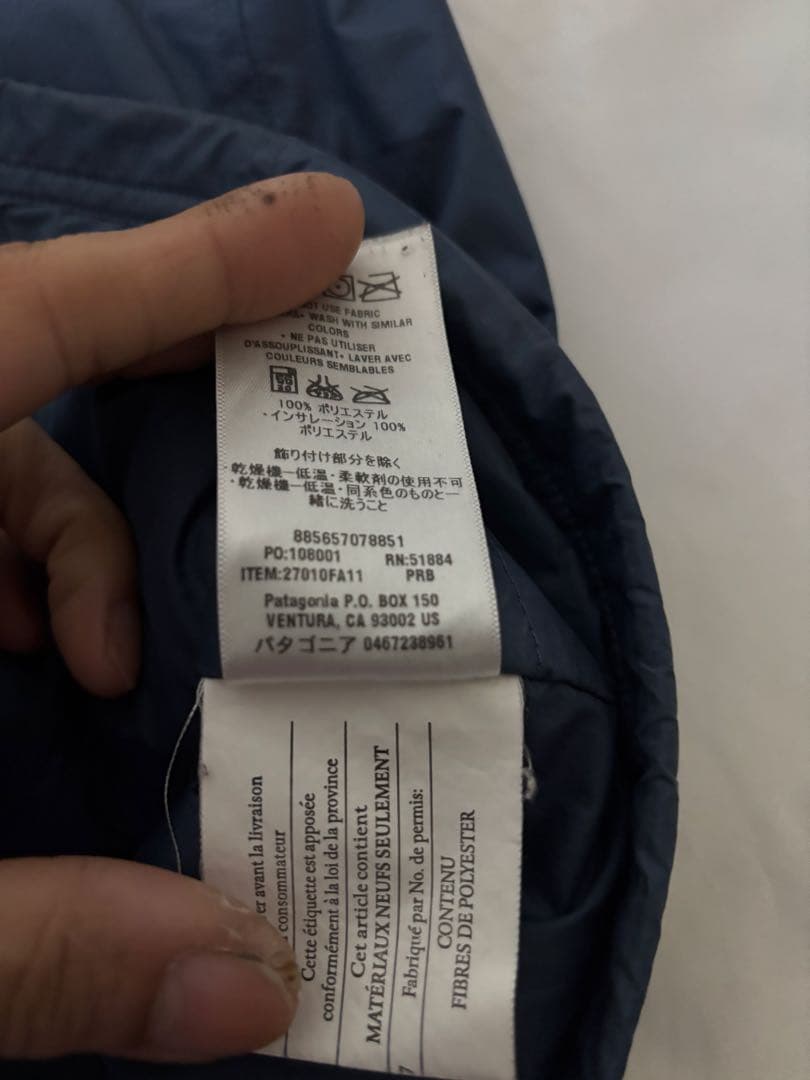 OT USE FABRIC
WASH WITH SIMILAR
COLORS
• NE PAS UTILISER
D'ASSOUPLISSANT• LAVER AVEC
COULEURS SEMBLABLES
100% ポリエステル
・インサレーション 100%
ポリエステル
飾り付け部分を除く
・乾燥機ー低温・柔軟剤の使用不可
・乾燥機ー低温・同系色のものと一
緒に洗うこと
885657078851
PO:108001 RN:51884
ITEM:27010FA11 PRB
Patagonia P.O. BOX 150
VENTURA, CA 93002 US
パタゴニア 0467238961
er avant la livraison
consommateur
Cette étiquette est apposée
conformément à la loi de la province
Cet article contient
MATÉRIAUX NEUFS SEULEMENT
Fabriqué par No. de permis:
7
CONTENU
FIBRES DE POLYESTER